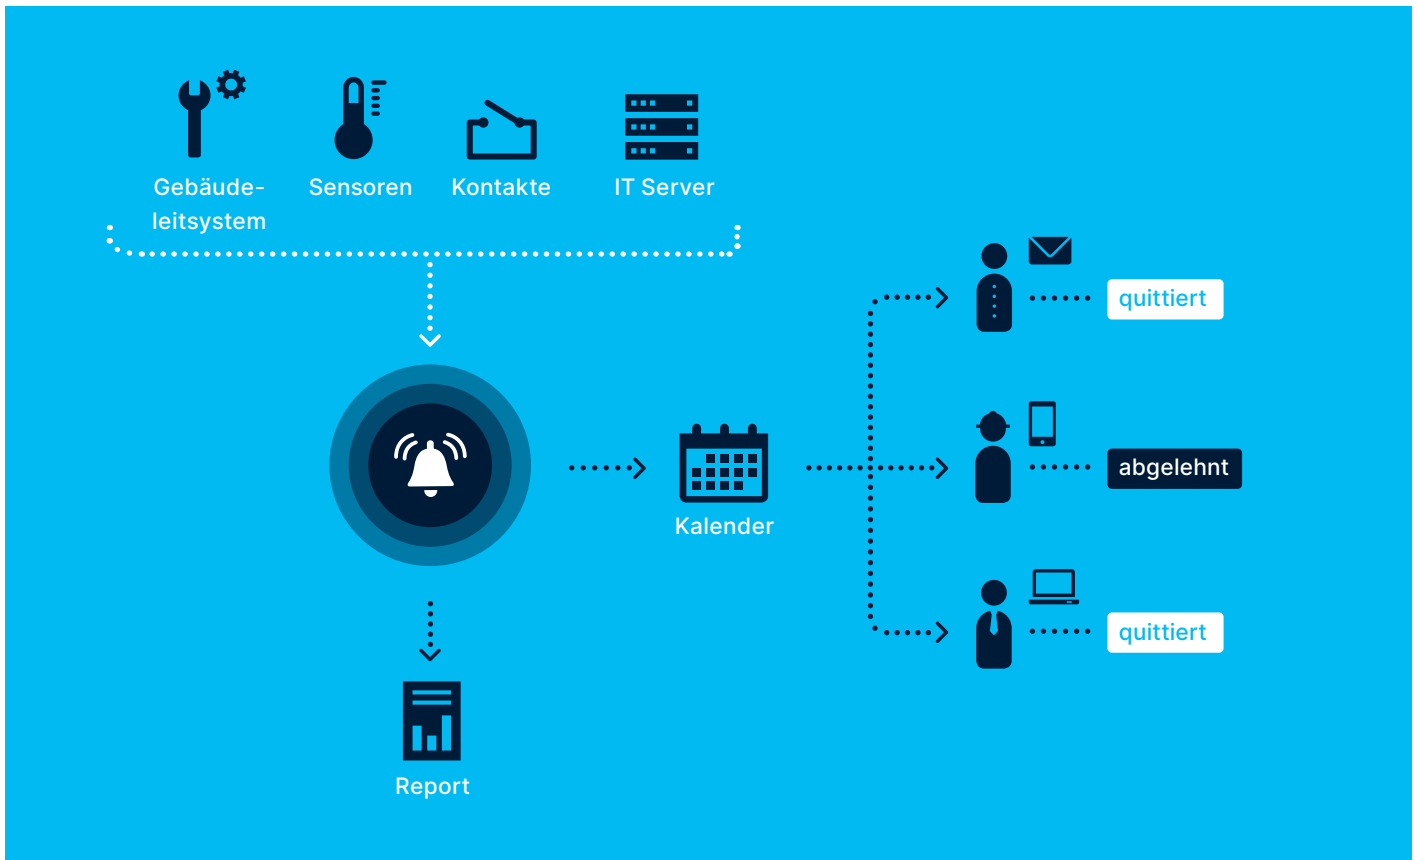 Gebäude-
leitsystem
Sensoren
Kontakte
IT Server
quittiert
abgelehnt
Kalender
quittiert
Report